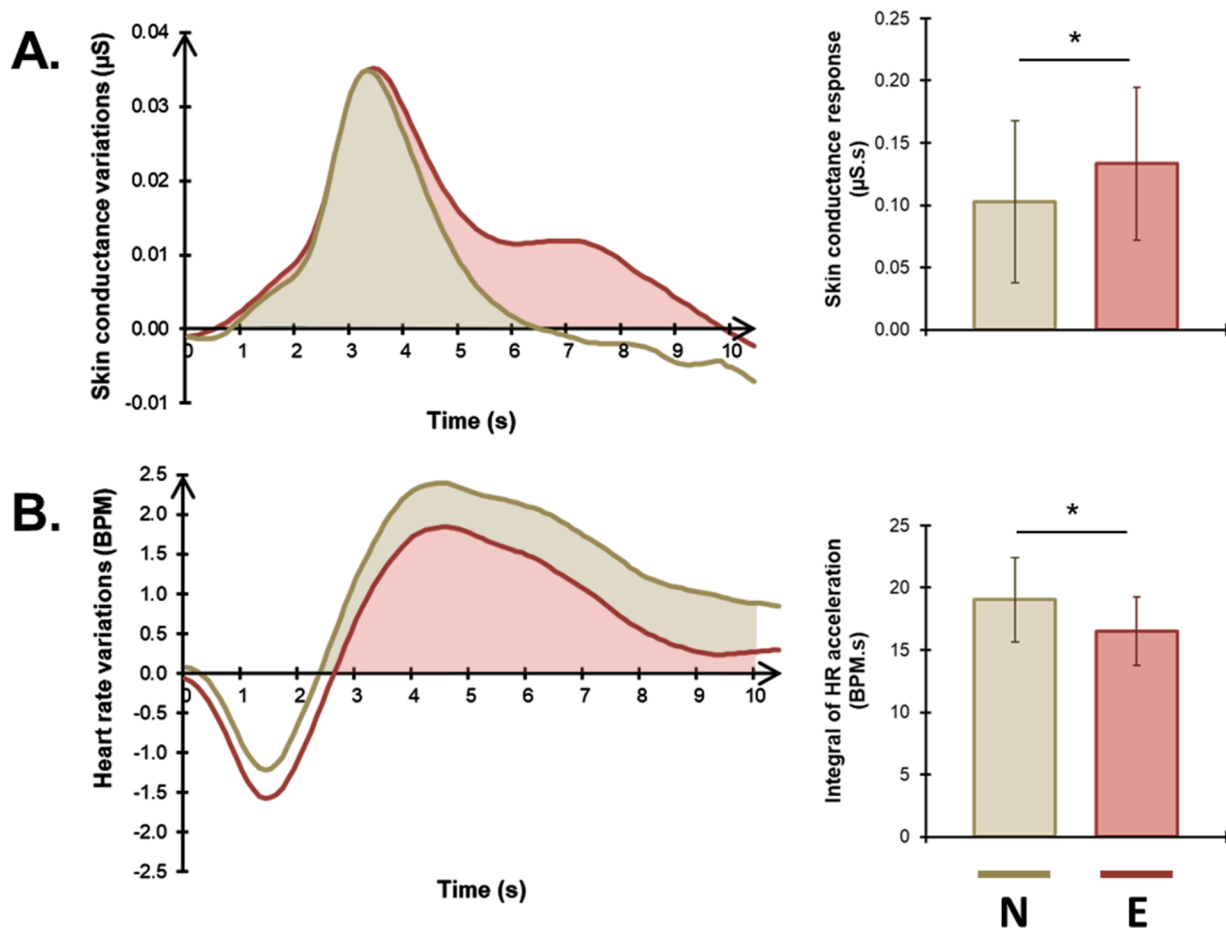 A.
Skin conductance variations (µS)
0.04
0.03
0.02
0.01
0.00
-0.01
0 1 2 3 4 5 6 7 8 9 10
Time (s)
Skin conductance response
(µS.s)
0.25
0.20
0.15
0.10
0.05
0.00
*
B.
Heart rate variations (BPM)
2.5
2.0
1.5
1.0
0.5
0.0
-0.5
-1.0
-1.5
-2.0
-2.5
0 1 2 3 4 5 6 7 8 9 10
Time (s)
Integral of HR acceleration
(BPM.s)
25
20
15
10
5
0
*
N E